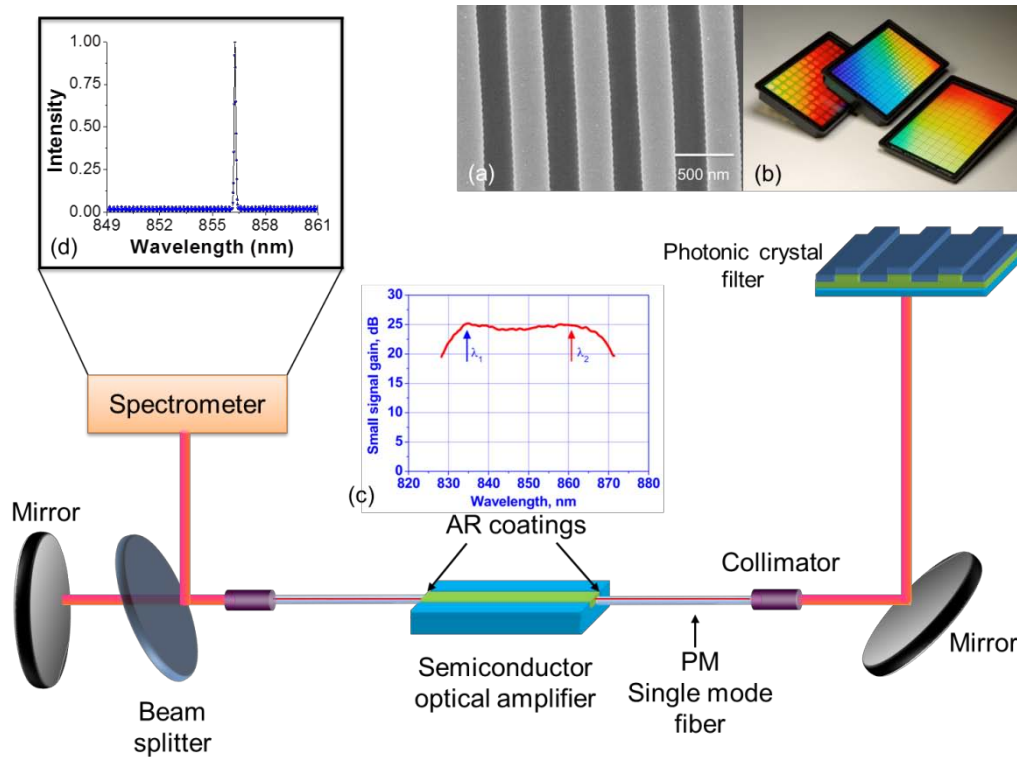 1.00
0.75
0.50
0.25
0.00
Intensity
849
852
855
858
861
(d)
Wavelength (nm)
(a)
500 nm
(b)
Photonic crystal
filter
30
25
20
15
10
5
0
Small signal gain, dB
λ1
λ2
820
830
840
850
860
870
880
(c)
Wavelength, nm
Spectrometer
Mirror
AR coatings
Collimator
Beam
splitter
Semiconductor
optical amplifier
PM
Single mode
fiber
Mirror